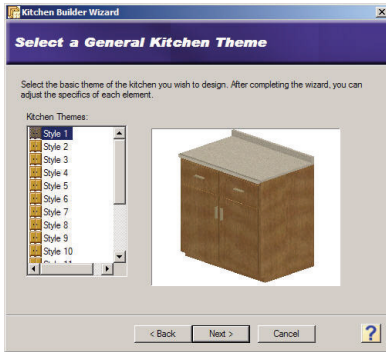 Kitchen Builder Wizard
Select a General Kitchen Theme
Select the basic theme of the kitchen you wish to design. After completing the wizard, you can
adjust the specifics of each element.
Kitchen Themes:
Style 1
Style 2
Style 3
Style 4
Style 5
Style 6
Style 7
Style 8
Style 9
Style 10
< Back
Next >
Cancel
?